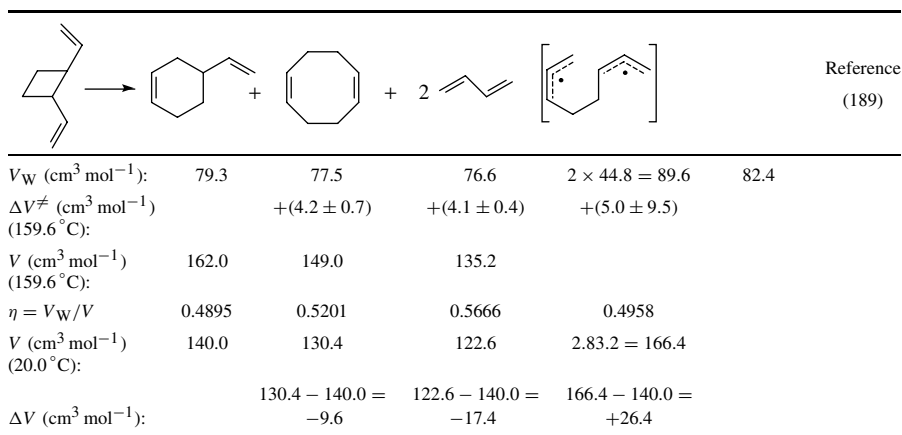 + + 2
Reference
(189)
V_W (cm³ mol⁻¹): 79.3 77.5 76.6 2 × 44.8 = 89.6 82.4
ΔV≠ (cm³ mol⁻¹) +(4.2 ± 0.7) +(4.1 ± 0.4) +(5.0 ± 9.5)
(159.6 °C):
V (cm³ mol⁻¹) 162.0 149.0 135.2
(159.6 °C):
η = V_W/V 0.4895 0.5201 0.5666 0.4958
V (cm³ mol⁻¹) 140.0 130.4 122.6 2.83.2 = 166.4
(20.0 °C):
130.4 − 140.0 = 122.6 − 140.0 = 166.4 − 140.0 =
ΔV (cm³ mol⁻¹): −9.6 −17.4 +26.4